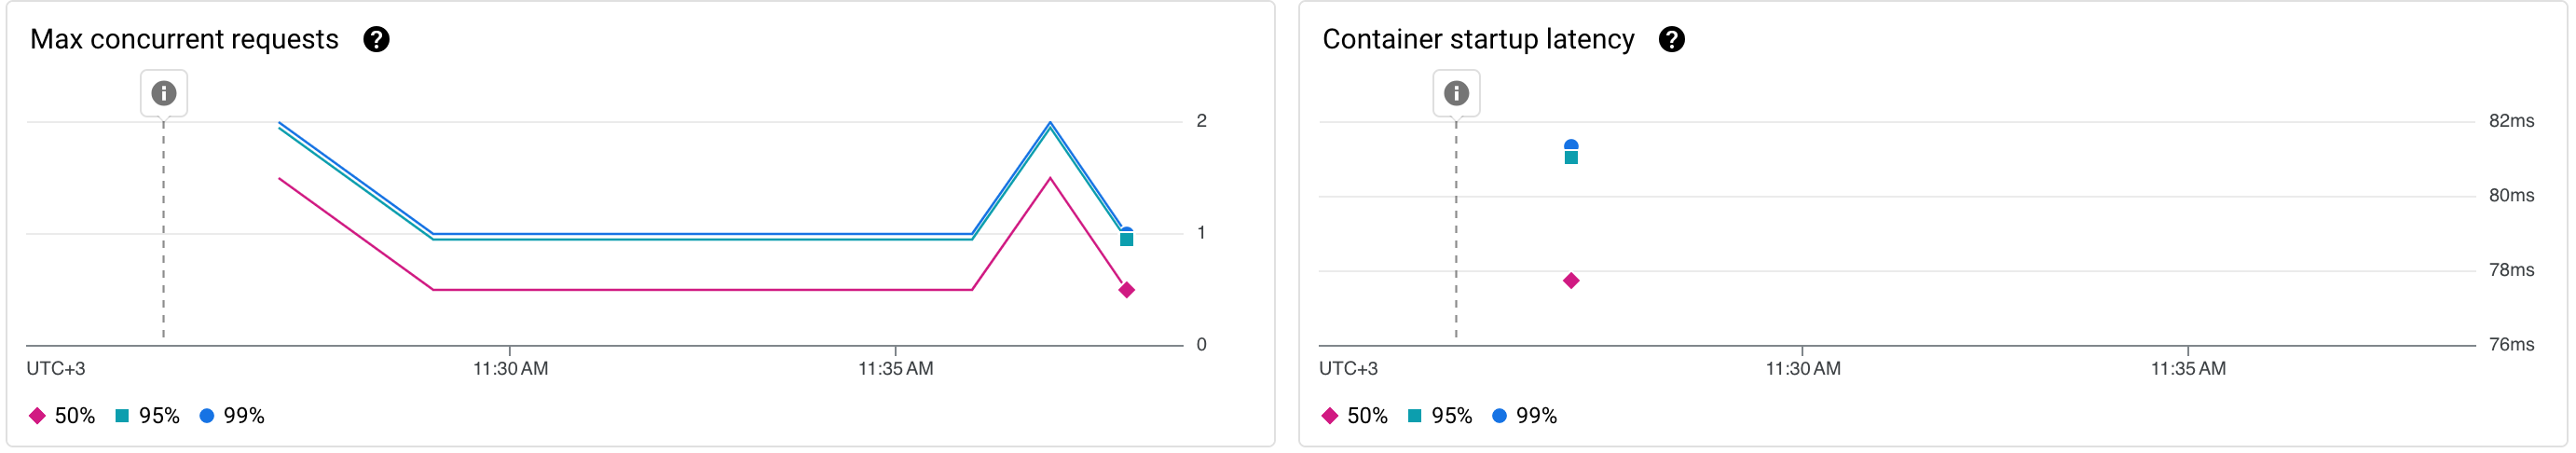 Max concurrent requests
2
1
0
UTC+3 11:30 AM 11:35 AM
50% 95% 99%
Container startup latency
82ms
80ms
78ms
76ms
UTC+3 11:30 AM 11:35 AM
50% 95% 99%